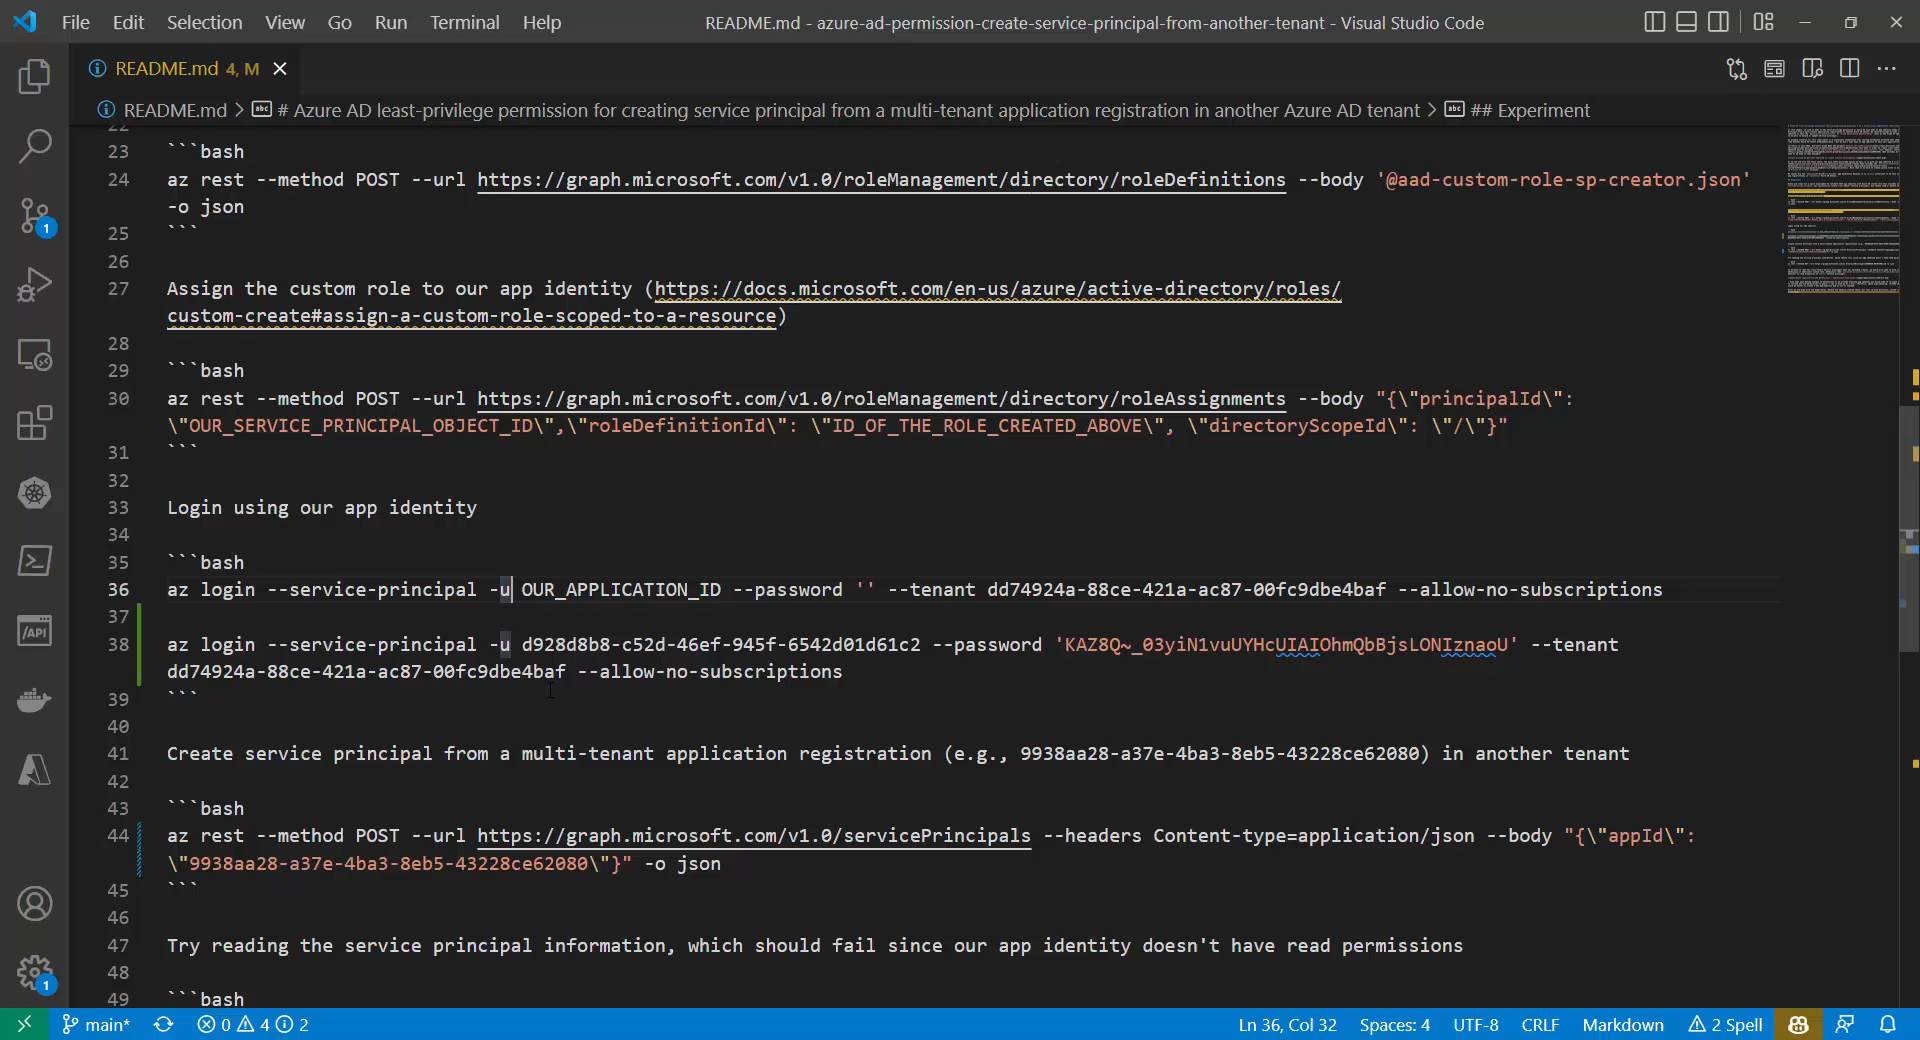 File Edit Selection View Go Run Terminal Help README.md - azure-ad-permission-create-service-principal-from-another-tenant - Visual Studio Code
README.md 4, M
README.md > # Azure AD least-privilege permission for creating service principal from a multi-tenant application registration in another Azure AD tenant > ## Experiment
22
23 ```bash
24 az rest --method POST --url https://graph.microsoft.com/v1.0/roleManagement/directory/roleDefinitions --body '@aad-custom-role-sp-creator.json'
-o json
25 ```
26
27 Assign the custom role to our app identity (https://docs.microsoft.com/en-us/azure/active-directory/roles/
custom-create#assign-a-custom-role-scoped-to-a-resource)
28
29 ```bash
30 az rest --method POST --url https://graph.microsoft.com/v1.0/roleManagement/directory/roleAssignments --body "{\"principalId\":
\"OUR_SERVICE_PRINCIPAL_OBJECT_ID\",\"roleDefinitionId\": \"ID_OF_THE_ROLE_CREATED_ABOVE\", \"directoryScopeId\": \"/\"}"
31 ```
32
33 Login using our app identity
34
35 ```bash
36 az login --service-principal -u OUR_APPLICATION_ID --password '' --tenant dd74924a-88ce-421a-ac87-00fc9dbe4baf --allow-no-subscriptions
37
38 az login --service-principal -u d928d8b8-c52d-46ef-945f-6542d01d61c2 --password 'KAZ8Q~_03yiN1vuUYHcUIAIOhmQbBjsLONIznaoU' --tenant
dd74924a-88ce-421a-ac87-00fc9dbe4baf --allow-no-subscriptions
39 ```
40
41 Create service principal from a multi-tenant application registration (e.g., 9938aa28-a37e-4ba3-8eb5-43228ce62080) in another tenant
42
43 ```bash
44 az rest --method POST --url https://graph.microsoft.com/v1.0/servicePrincipals --headers Content-type=application/json --body "{\"appId\":
\"9938aa28-a37e-4ba3-8eb5-43228ce62080\"}" -o json
45 ```
46
47 Try reading the service principal information, which should fail since our app identity doesn't have read permissions
48
49 ```bash
1
/API
1
main* 0 4 2 Ln 36, Col 32 Spaces: 4 UTF-8 CRLF Markdown 2 Spell